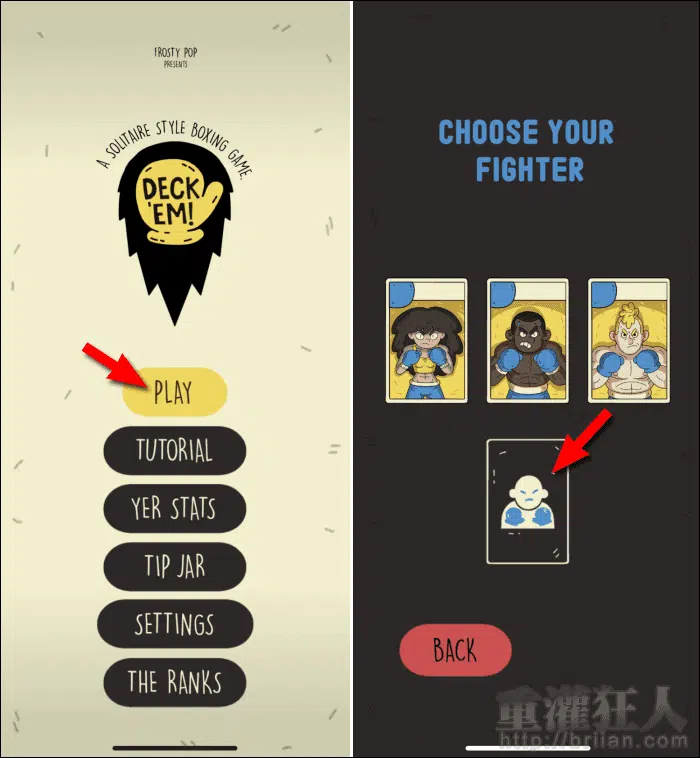 FROSTY POP
PRESENTS
A SOLITAIRE STYLE BOXING GAME.
DECK
'EM!
PLAY
TUTORIAL
YER STATS
TIP JAR
SETTINGS
THE RANKS
CHOOSE YOUR
FIGHTER
BACK
重灌狂人
http://briian.com